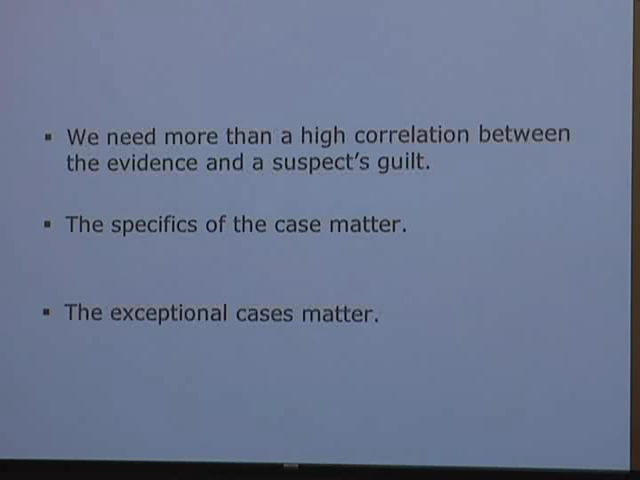 ▪ We need more than a high correlation between
the evidence and a suspect's guilt.
▪ The specifics of the case matter.
▪ The exceptional cases matter.